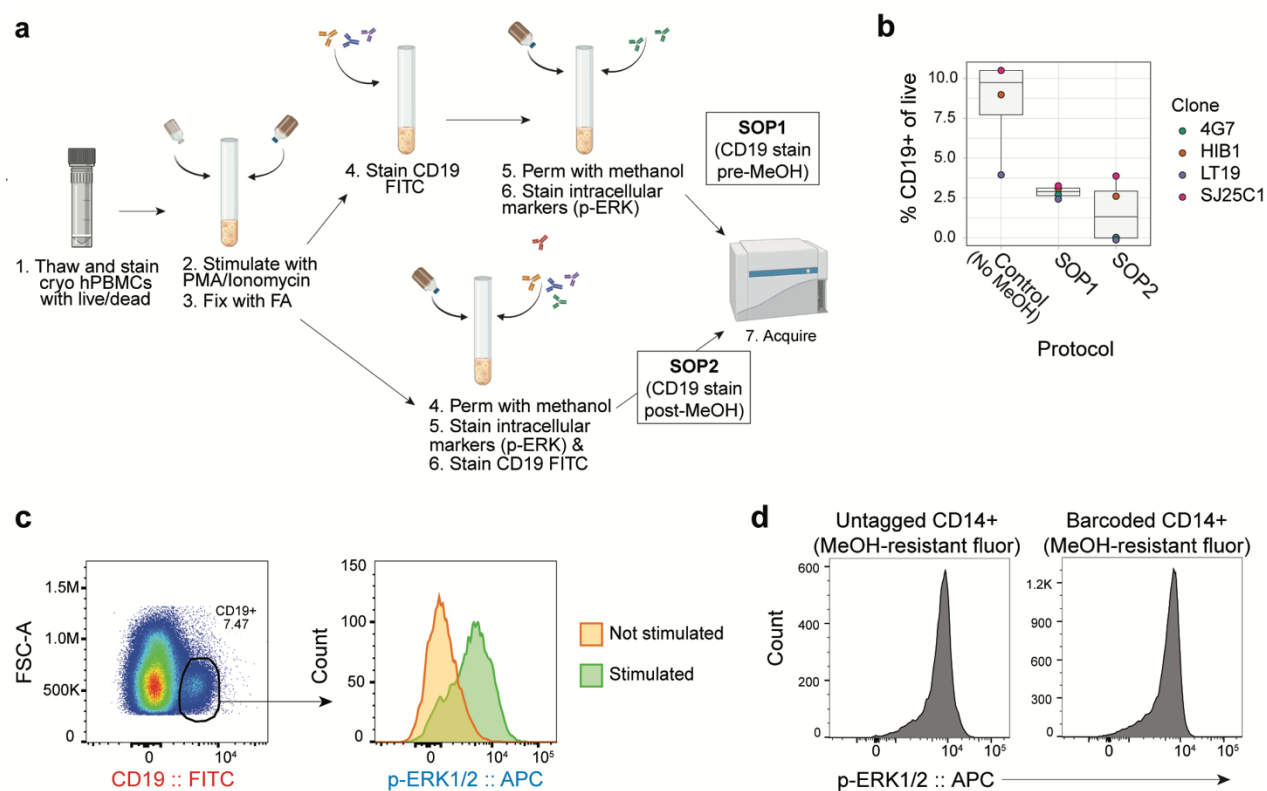 a
1. Thaw and stain
cryo hPBMCs
with live/dead
2. Stimulate with
PMA/Ionomycin
3. Fix with FA
4. Stain CD19
FITC
5. Perm with methanol
6. Stain intracellular
markers (p-ERK)
SOP1
(CD19 stain
pre-MeOH)
4. Perm with methanol
5. Stain intracellular
markers (p-ERK) &
6. Stain CD19 FITC
SOP2
(CD19 stain
post-MeOH)
7. Acquire
b
% CD19+ of live
10.0
7.5
5.0
2.5
0.0
Control
(No MeOH)
SOP1
SOP2
Protocol
Clone
4G7
HIB1
LT19
SJ25C1
c
FSC-A
1.5M
1.0M
500K
0
CD19+
7.47
0
10⁴
CD19 :: FITC
Count
150
100
50
0
0
10⁴
10⁵
p-ERK1/2 :: APC
Not stimulated
Stimulated
d
Untagged CD14+
(MeOH-resistant fluor)
Count
600
400
200
0
0
10⁴
10⁵
Barcoded CD14+
(MeOH-resistant fluor)
1.2K
900
600
300
0
0
10⁴
10⁵
p-ERK1/2 :: APC